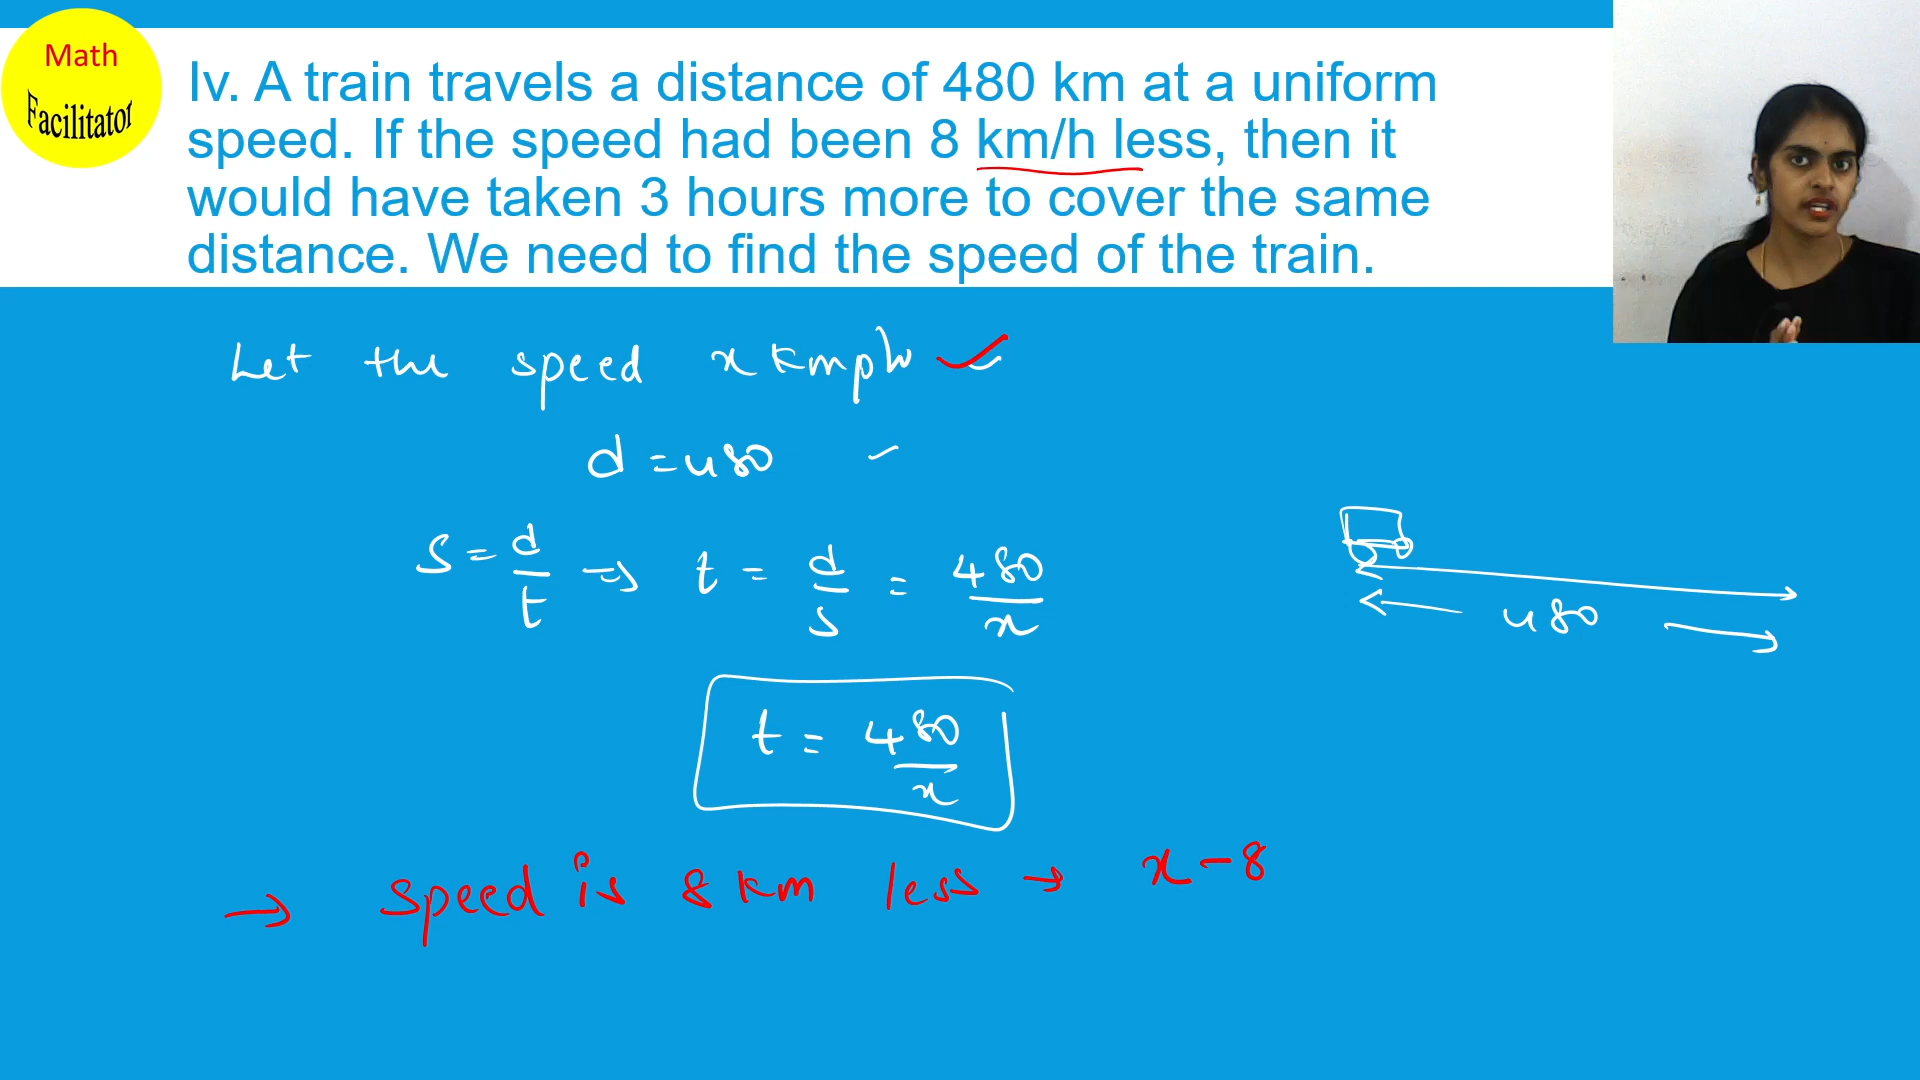 Math
Facilitator
Iv. A train travels a distance of 480 km at a uniform
speed. If the speed had been 8 km/h less, then it
would have taken 3 hours more to cover the same
distance. We need to find the speed of the train.
Let the speed x kmph
d = 480
s = d/t → t = d/s = 480/x
480
t = 480/x
→ speed is 8 km less → x - 8